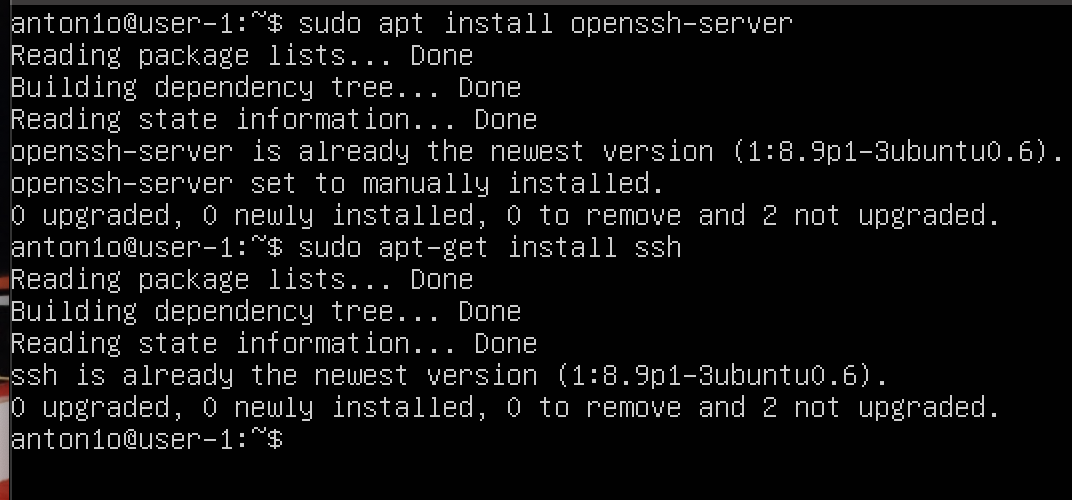 anton1o@user-1:~$ sudo apt install openssh-server
Reading package lists... Done
Building dependency tree... Done
Reading state information... Done
openssh-server is already the newest version (1:8.9p1-3ubuntu0.6).
openssh-server set to manually installed.
0 upgraded, 0 newly installed, 0 to remove and 2 not upgraded.
anton1o@user-1:~$ sudo apt-get install ssh
Reading package lists... Done
Building dependency tree... Done
Reading state information... Done
ssh is already the newest version (1:8.9p1-3ubuntu0.6).
0 upgraded, 0 newly installed, 0 to remove and 2 not upgraded.
anton1o@user-1:~$